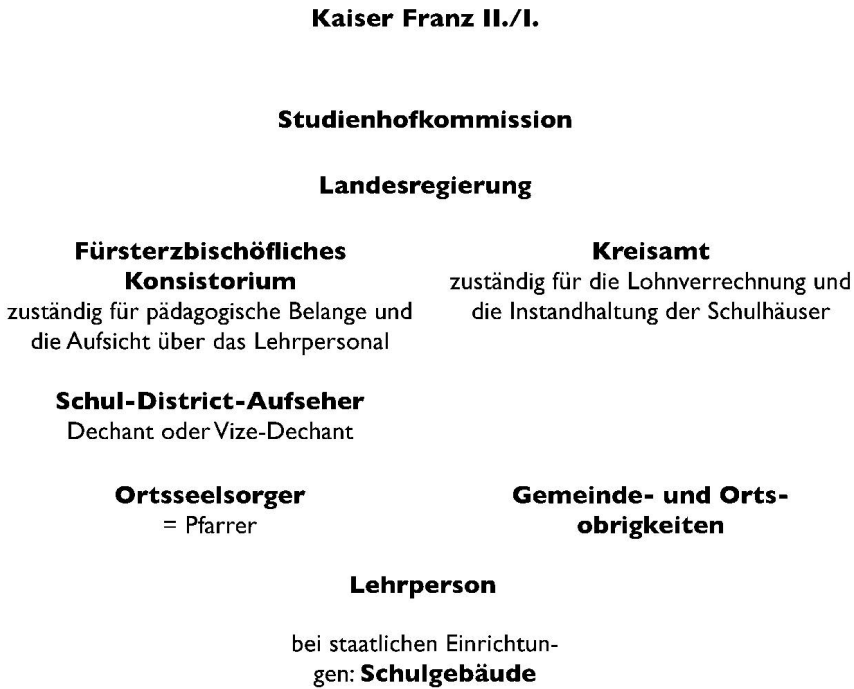 Kaiser Franz II./I.
Studienhofkommission
Landesregierung
Fürsterzbischöfliches
Konsistorium
zuständig für pädagogische Belange und
die Aufsicht über das Lehrpersonal
Kreisamt
zuständig für die Lohnverrechnung und
die Instandhaltung der Schulhäuser
Schul-District-Aufseher
Dechant oder Vize-Dechant
Ortsseelsorger
= Pfarrer
Gemeinde- und Orts-
obrigkeiten
Lehrperson
bei staatlichen Einrichtun-
gen: Schulgebäude